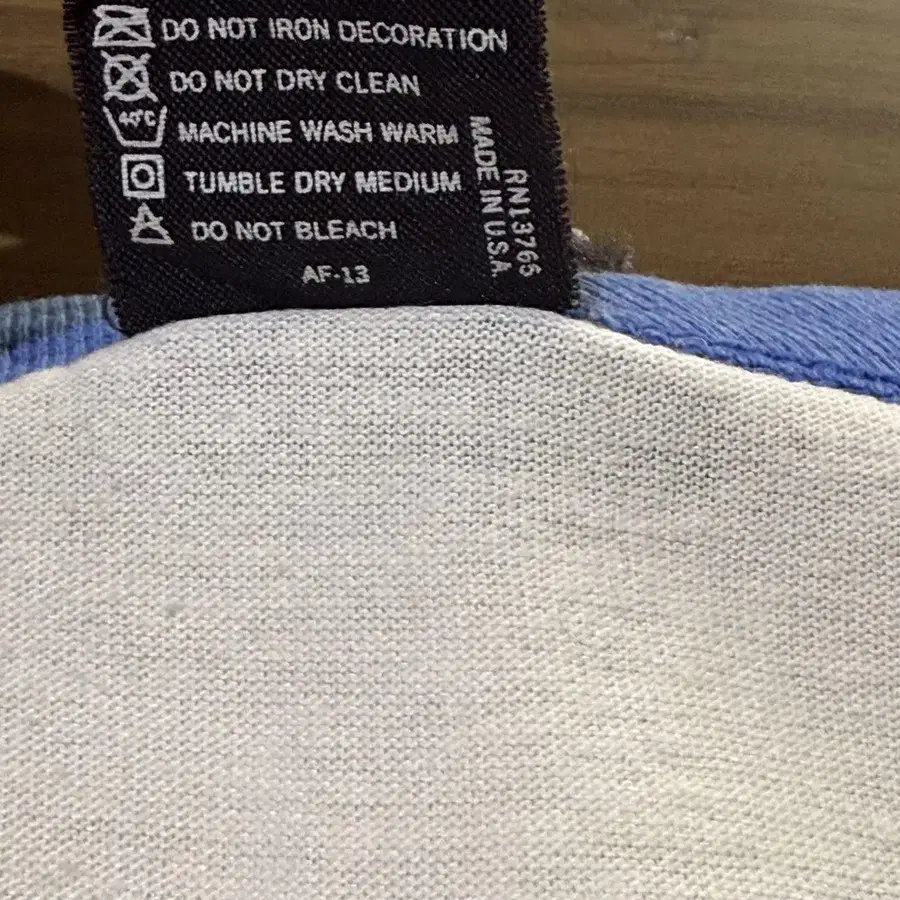 DO NOT IRON DECORATION
DO NOT DRY CLEAN
40°C
MACHINE WASH WARM
TUMBLE DRY MEDIUM
DO NOT BLEACH
AF-13
RN13765
MADE IN U.S.A.